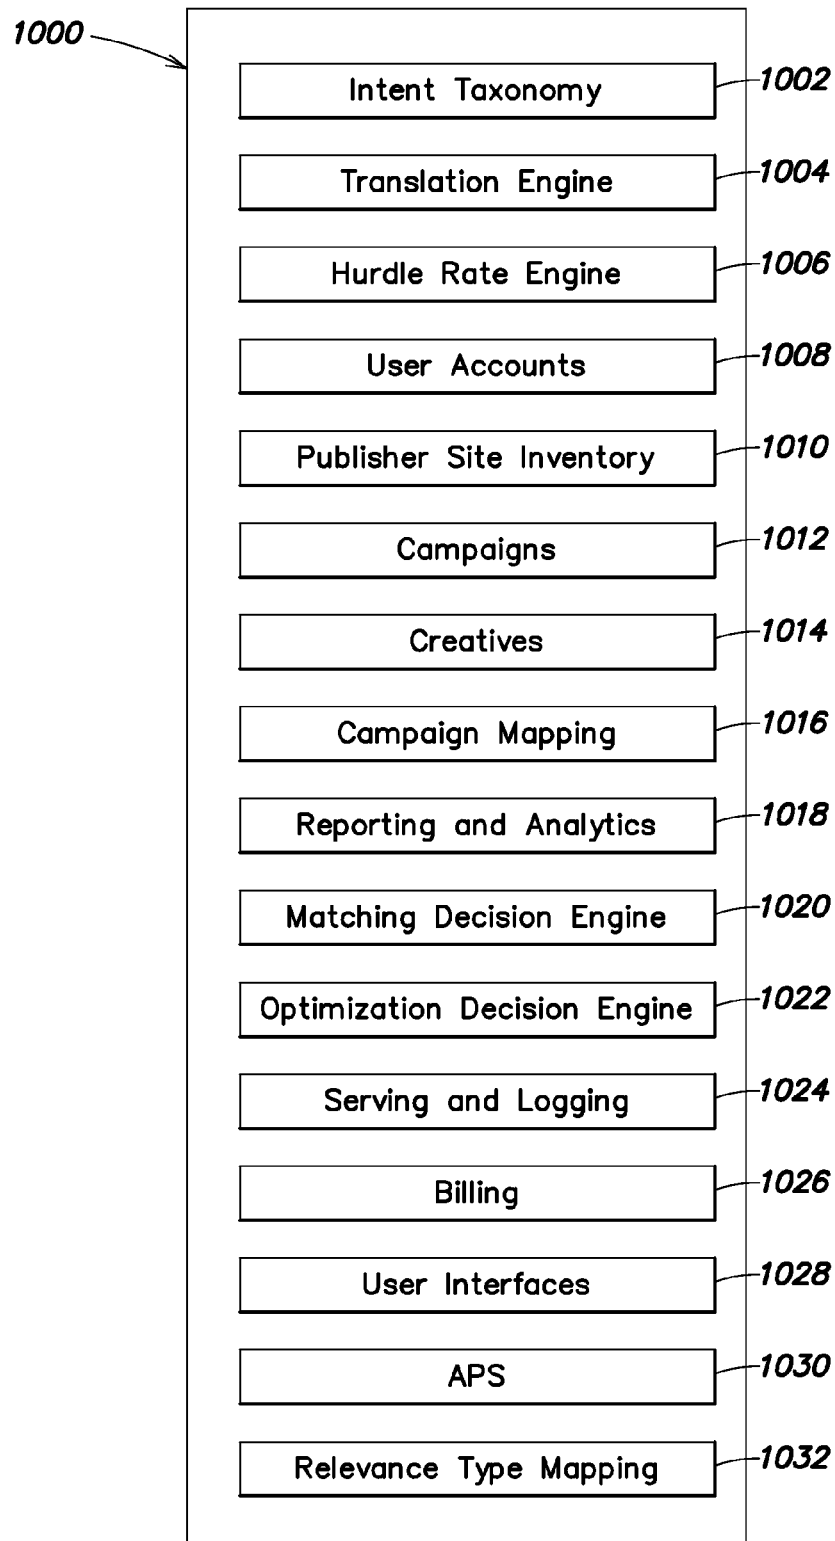 1000
Intent Taxonomy 1002
Translation Engine 1004
Hurdle Rate Engine 1006
User Accounts 1008
Publisher Site Inventory 1010
Campaigns 1012
Creatives 1014
Campaign Mapping 1016
Reporting and Analytics 1018
Matching Decision Engine 1020
Optimization Decision Engine 1022
Serving and Logging 1024
Billing 1026
User Interfaces 1028
APS 1030
Relevance Type Mapping 1032